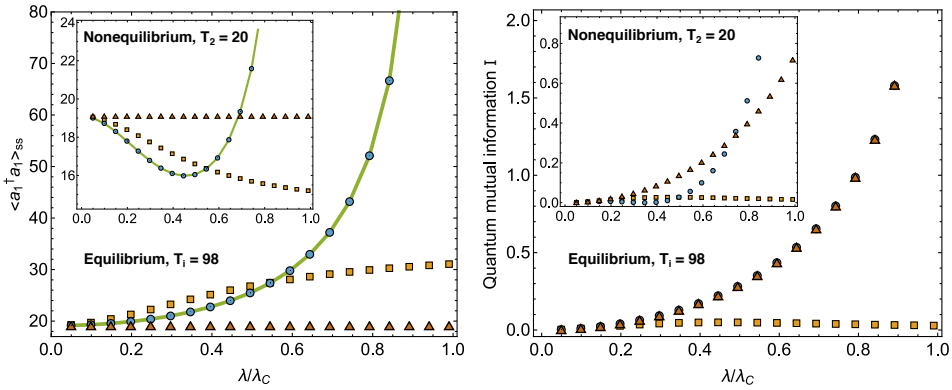 80
70
60
50
40
30
20
<a₁†a₁>ss
24
22
20
18
16
Nonequilibrium, T₂ = 20
0.0 0.2 0.4 0.6 0.8 1.0
Equilibrium, Tᵢ = 98
0.0 0.2 0.4 0.6 0.8 1.0
λ/λC
2.0
1.5
1.0
0.5
0.0
Quantum mutual information I
Nonequilibrium, T₂ = 20
0.8
0.6
0.4
0.2
0.0
0.0 0.2 0.4 0.6 0.8 1.0
Equilibrium, Tᵢ = 98
0.0 0.2 0.4 0.6 0.8 1.0
λ/λC